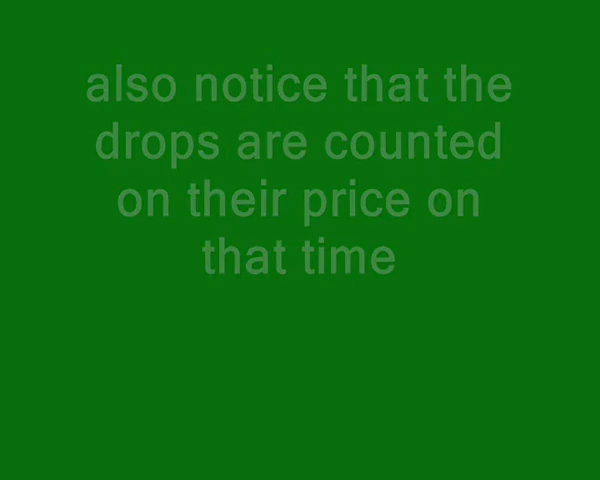 also notice that the
drops are counted
on their price on
that time